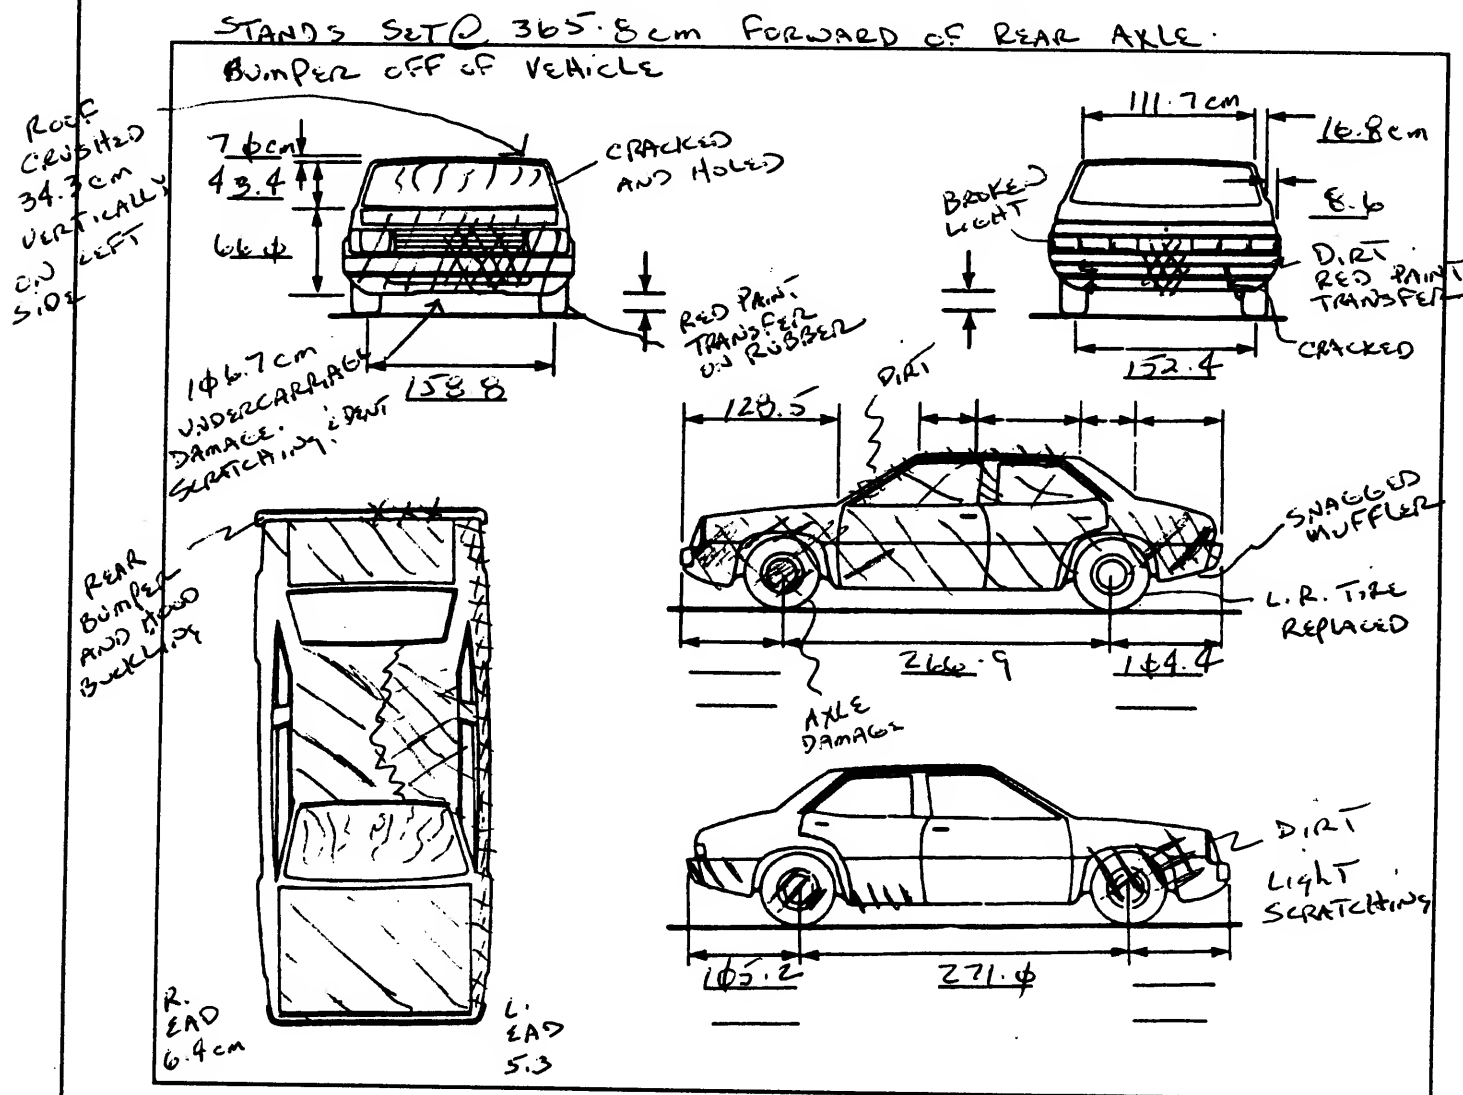 STANDS SET @ 365.8cm FORWARD OF REAR AXLE.
BUMPER OFF OF VEHICLE
ROOF
CRUSHED
34.3cm
VERTICALLY
ON LEFT
SIDE
7.0cm
43.4
66.0
CRACKED
AND HOLED
RED PAINT
TRANSFER
ON RUBBER
158.8
106.7cm
UNDERCARRIAGE
DAMAGE.
SCRATCHING & DENT
111.7cm
16.8cm
8.6
BROKEN
LIGHT
DIRT
RED PAINT
TRANSFER
CRACKED
152.4
DIRT
128.5
SNAGGED
MUFFLER
L.R. TIRE
REPLACED
266.9
104.4
AXLE
DAMAGE
REAR
BUMPER
AND HOOD
BUCKLING
R.
EAD
6.4cm
L.
EAD
5.3
DIRT
LIGHT
SCRATCHING
105.2
271.0